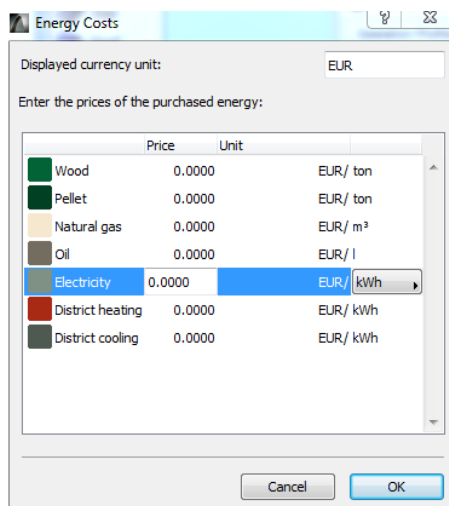 Energy Costs
Displayed currency unit: EUR
Enter the prices of the purchased energy:
Price Unit
Wood 0.0000 EUR/ ton
Pellet 0.0000 EUR/ ton
Natural gas 0.0000 EUR/ m³
Oil 0.0000 EUR/ l
Electricity 0.0000 EUR/ kWh
District heating 0.0000 EUR/ kWh
District cooling 0.0000 EUR/ kWh
Cancel OK